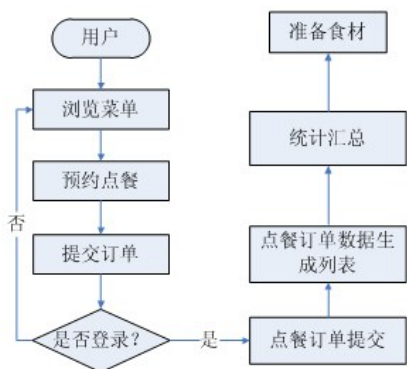 用户
浏览菜单
预约点餐
提交订单
是否登录？
否
是
点餐订单提交
点餐订单数据生
成列表
统计汇总
准备食材